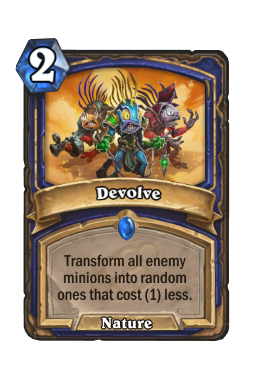 2
Devolve
Transform all enemy
minions into random
ones that cost (1) less.
Nature